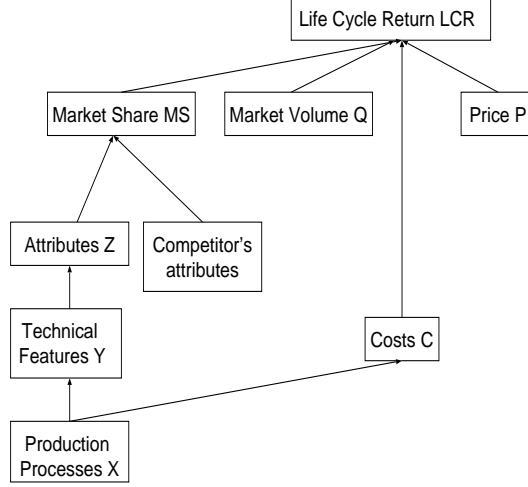 Life Cycle Return LCR
Market Share MS
Market Volume Q
Price P
Attributes Z
Competitor's
attributes
Technical
Features Y
Costs C
Production
Processes X